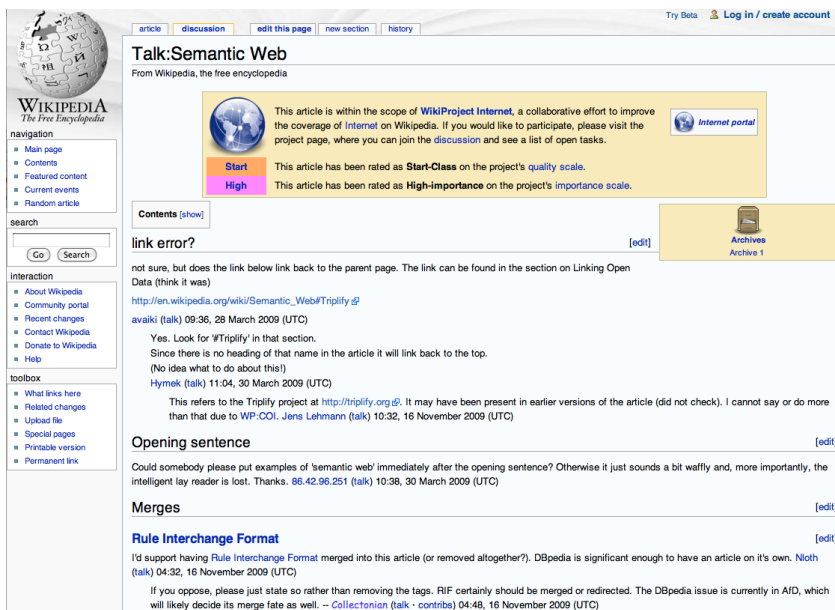 Try Beta Log in / create account
article discussion edit this page new section history
Talk:Semantic Web
From Wikipedia, the free encyclopedia
WIKIPEDIA
The Free Encyclopedia
navigation
Main page
Contents
Featured content
Current events
Random article
search
Go Search
interaction
About Wikipedia
Community portal
Recent changes
Contact Wikipedia
Donate to Wikipedia
Help
toolbox
What links here
Related changes
Upload file
Special pages
Printable version
Permanent link
This article is within the scope of WikiProject Internet, a collaborative effort to improve
the coverage of Internet on Wikipedia. If you would like to participate, please visit the
project page, where you can join the discussion and see a list of open tasks.
Internet portal
Start This article has been rated as Start-Class on the project's quality scale.
High This article has been rated as High-importance on the project's importance scale.
Contents [show]
Archives
Archive 1
link error? [edit]
not sure, but does the link below link back to the parent page. The link can be found in the section on Linking Open
Data (think it was)
http://en.wikipedia.org/wiki/Semantic_Web#Triplify
avaiki (talk) 09:36, 28 March 2009 (UTC)
Yes. Look for '#Triplify' in that section.
Since there is no heading of that name in the article it will link back to the top.
(No idea what to do about this!)
Hymek (talk) 11:04, 30 March 2009 (UTC)
This refers to the Triplify project at http://triplify.org. It may have been present in earlier versions of the article (did not check). I cannot say or do more
than that due to WP:COI. Jens Lehmann (talk) 10:32, 16 November 2009 (UTC)
Opening sentence [edit
Could somebody please put examples of 'semantic web' immediately after the opening sentence? Otherwise it just sounds a bit waffly and, more importantly, the
intelligent lay reader is lost. Thanks. 86.42.96.251 (talk) 10:38, 30 March 2009 (UTC)
Merges [edit
Rule Interchange Format [edit
I'd support having Rule Interchange Format merged into this article (or removed altogether?). DBpedia is significant enough to have an article on it's own. Nloth
(talk) 04:32, 16 November 2009 (UTC)
If you oppose, please just state so rather than removing the tags. RIF certainly should be merged or redirected. The DBpedia issue is currently in AfD, which
will likely decide its merge fate as well. -- Collectonian (talk · contribs) 04:48, 16 November 2009 (UTC)